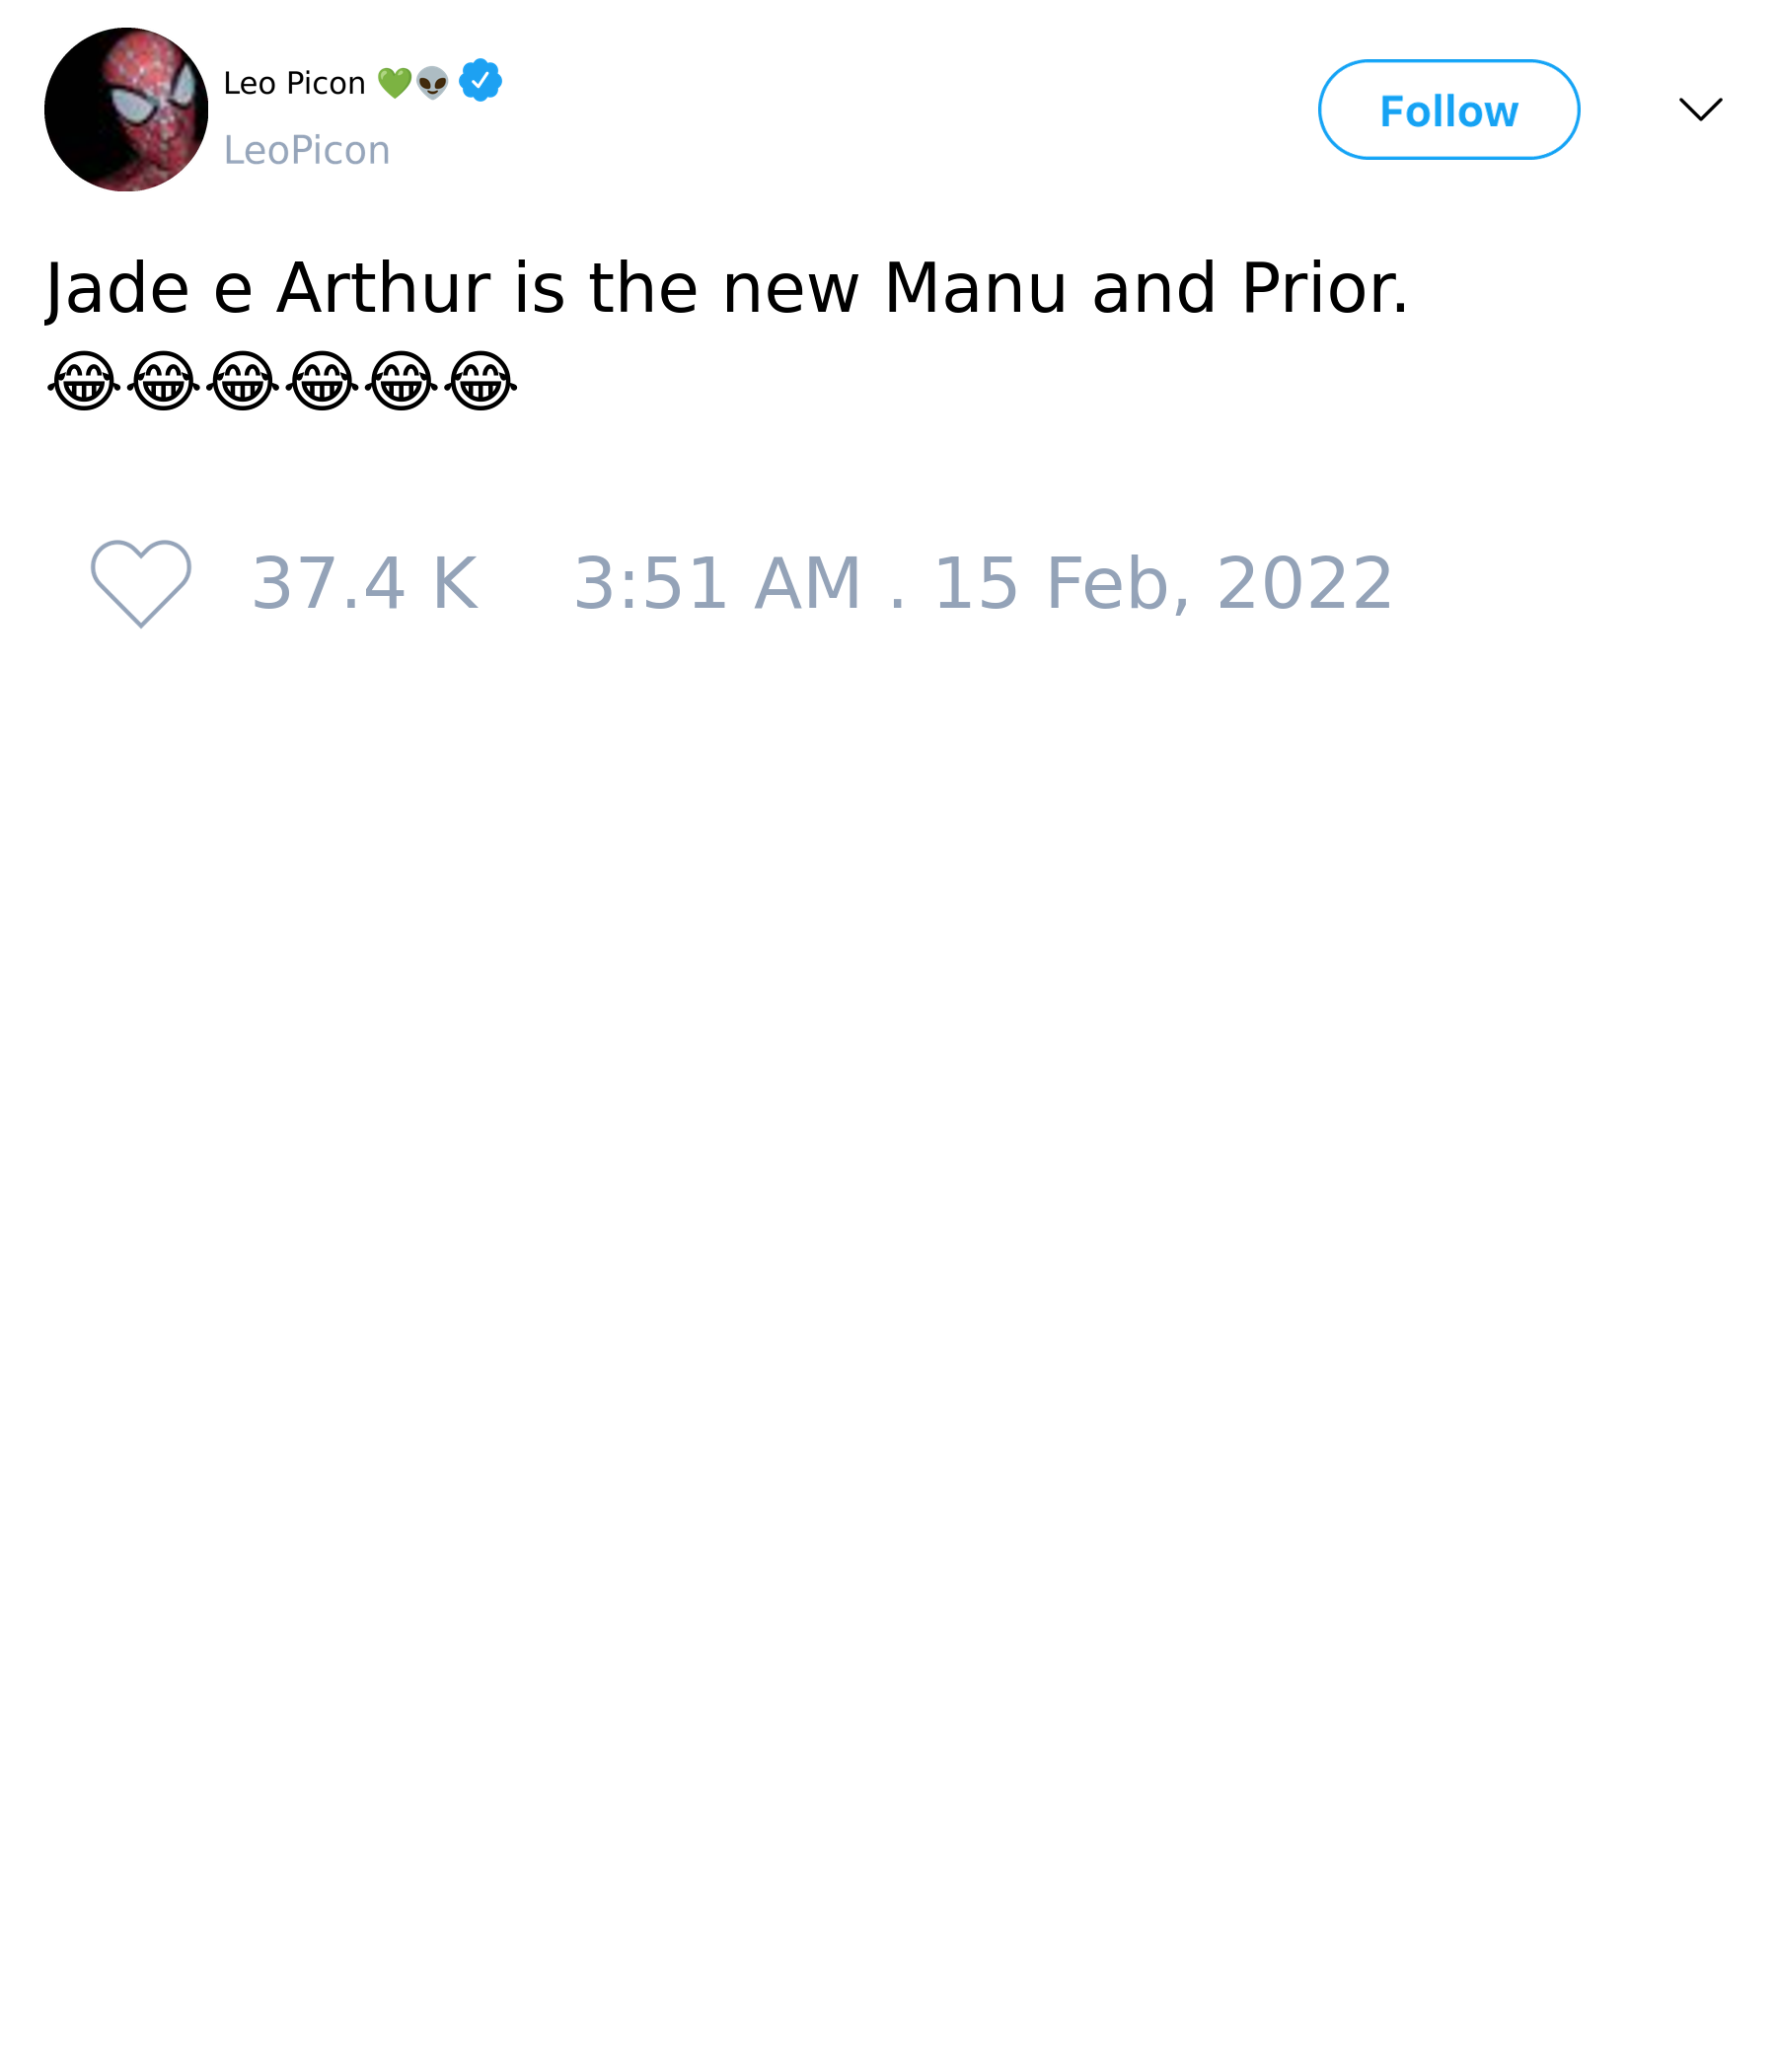 Leo Picon 💚👽
LeoPicon
Follow
Jade e Arthur is the new Manu and Prior.
😂😂😂😂😂😂
37.4 K 3:51 AM . 15 Feb, 2022